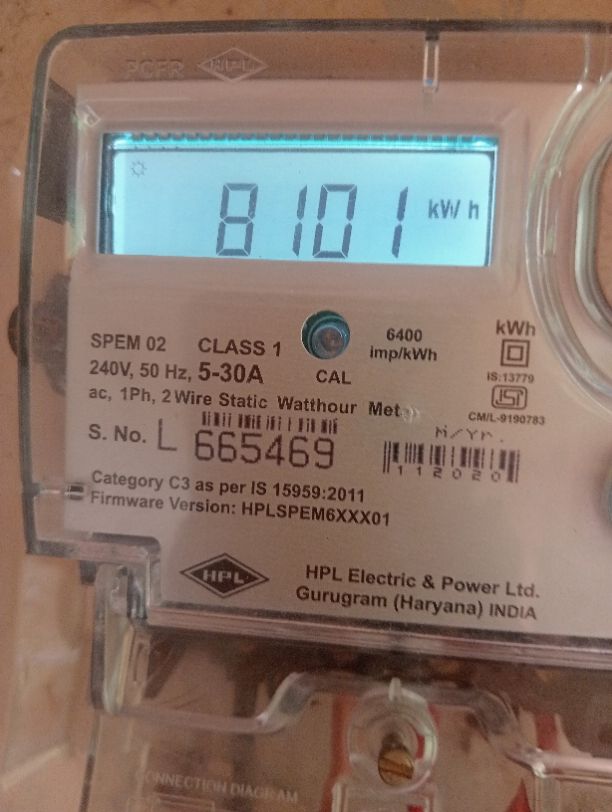 HPL
8101 kWh
SPEM 02 CLASS 1
6400 imp/kWh
kWh
240V, 50 Hz, 5-30A
CAL
IS:13779
ISI
ac, 1Ph, 2 Wire Static Watthour
CM/L-9190783
S. No. L 665469
M/Yr.
112020
Category C3 as per IS 15959:2011
Firmware Version: HPLSPEM6XXX01
HPL
HPL Electric & Power Ltd.
Gurugram (Haryana) INDIA
CONNECTION DIAGRAM